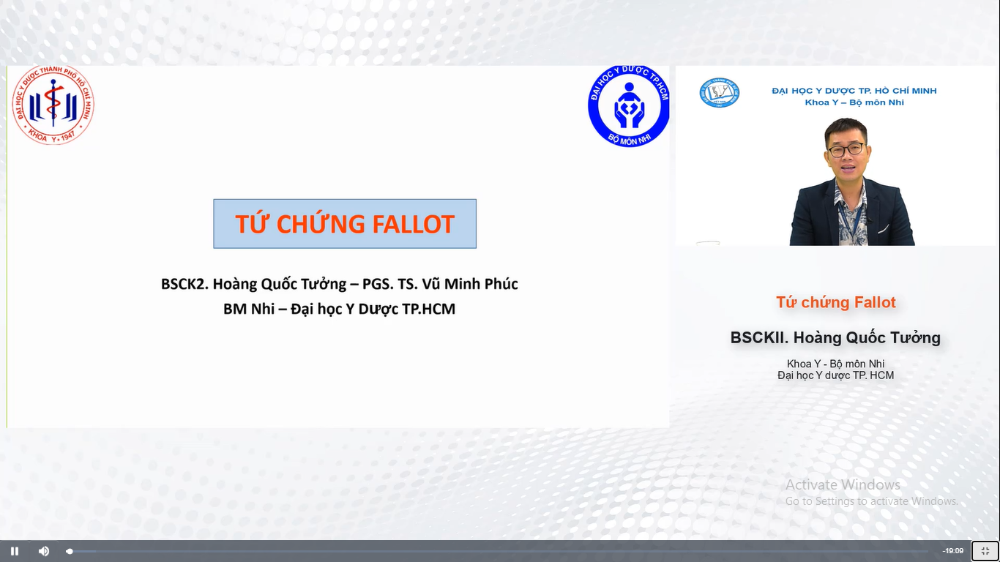 ĐẠI HỌC Y DƯỢC THÀNH PHỐ HỒ CHÍ MINH
KHOA Y • 1947
ĐẠI HỌC Y DƯỢC TP.HCM
BỘ MÔN NHI
TỨ CHỨNG FALLOT
BSCK2. Hoàng Quốc Tưởng – PGS. TS. Vũ Minh Phúc
BM Nhi – Đại học Y Dược TP.HCM
ĐẠI HỌC Y DƯỢC TP. HỒ CHÍ MINH
Khoa Y – Bộ môn Nhi
Tứ chứng Fallot
BSCKII. Hoàng Quốc Tưởng
Khoa Y - Bộ môn Nhi
Đại học Y dược TP. HCM
Activate Windows
Go to Settings to activate Windows.
-19:09